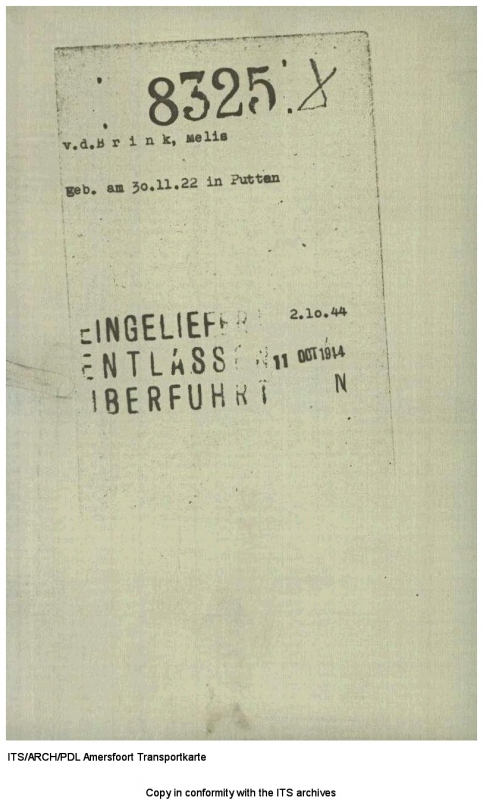 8325. X
v.d.B r i n k, Melis
geb. am 30.11.22 in Putten
EINGELIEFERT 2.10.44
ENTLASSEN 11 OCT 1944
ÜBERFUHRT N
ITS/ARCH/PDL Amersfoort Transportkarte
Copy in conformity with the ITS archives